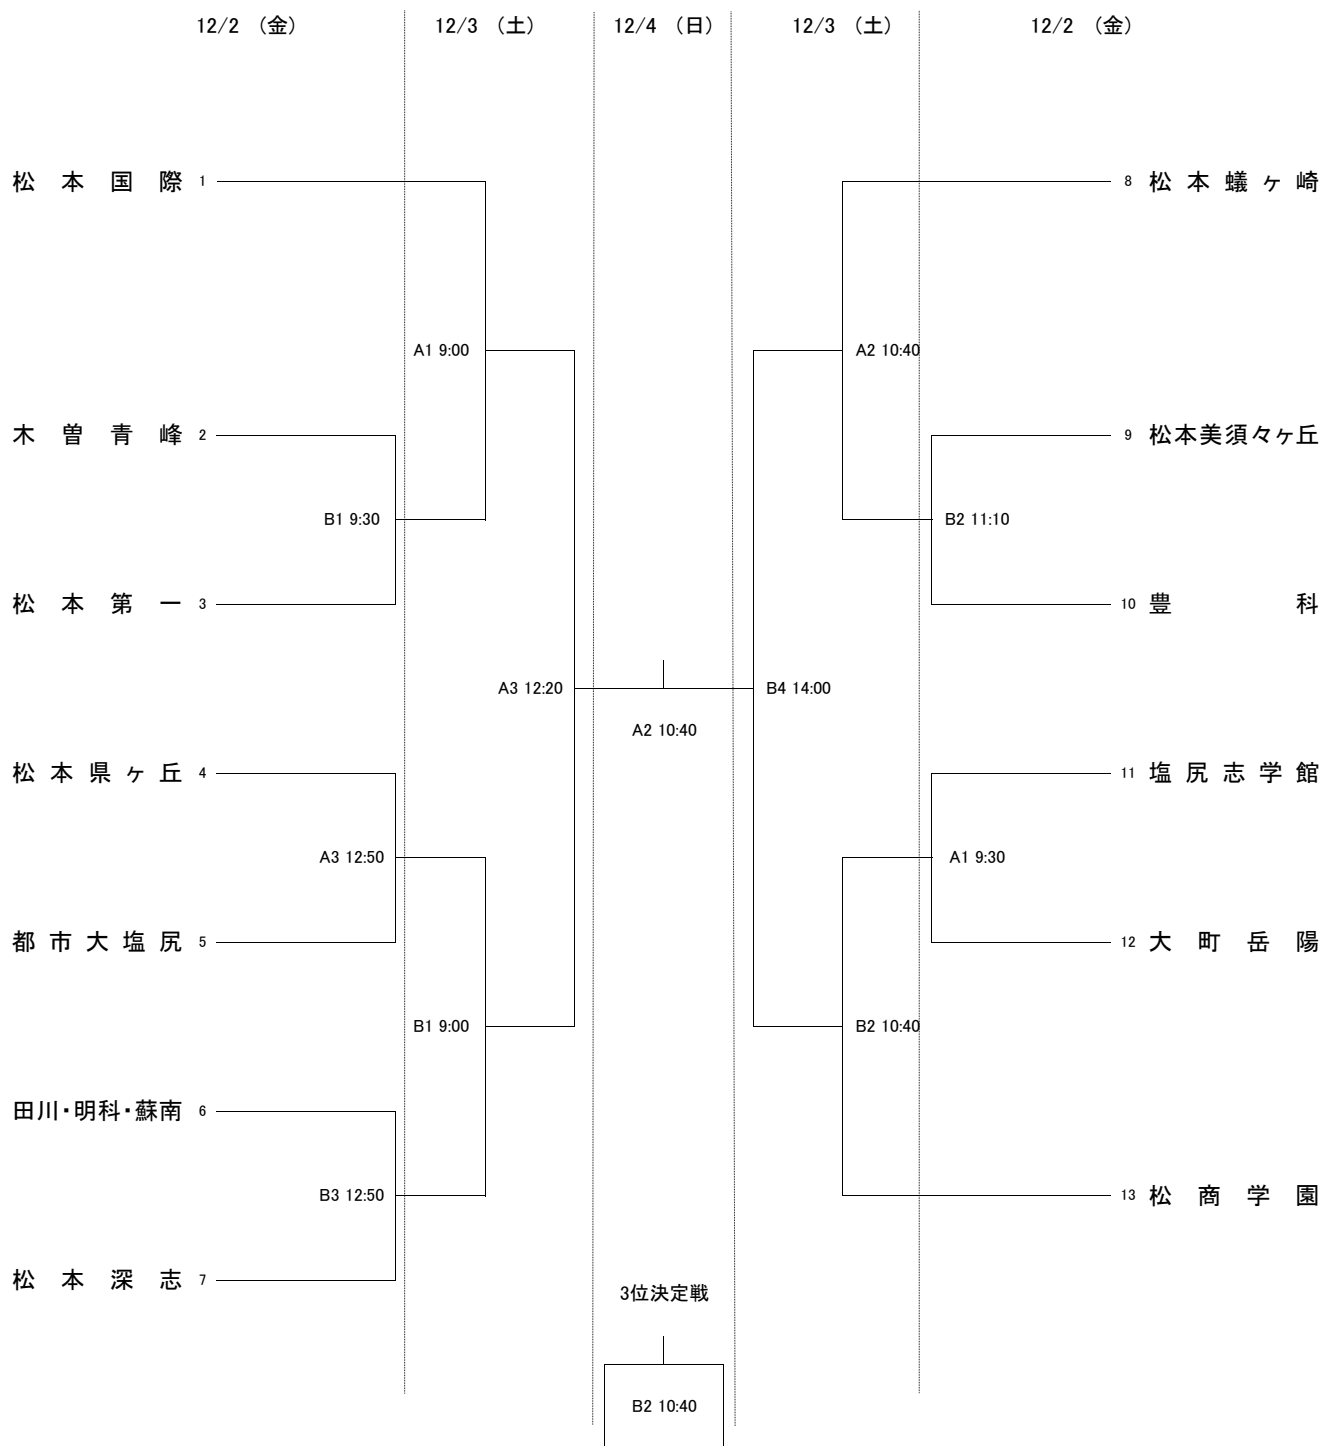 12/2 （金） 12/3 （土） 12/4 （日） 12/3 （土） 12/2 （金）
松本国際 1 8 松本蟻ヶ崎
A1 9:00 A2 10:40
木曽青峰 2 9 松本美須々ヶ丘
B1 9:30 B2 11:10
松本第一 3 10 豊科
A3 12:20 B4 14:00
A2 10:40
松本県ヶ丘 4 11 塩尻志学館
A3 12:50 A1 9:30
都市大塩尻 5 12 大町岳陽
B1 9:00 B2 10:40
田川・明科・蘇南 6
B3 12:50 13 松商学園
松本深志 7
3位決定戦
B2 10:40